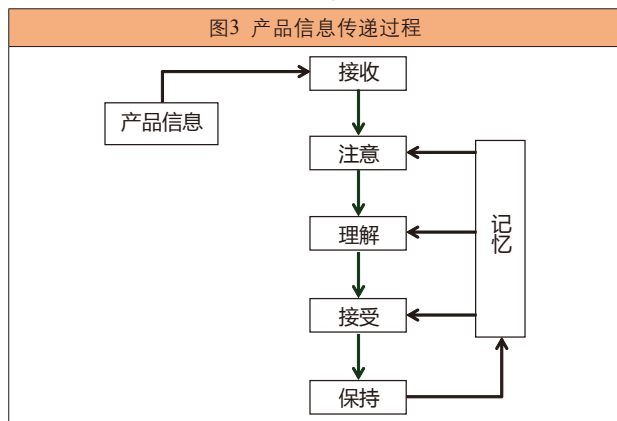 图3 产品信息传递过程
接收
产品信息
注意
理解
记忆
接受
保持